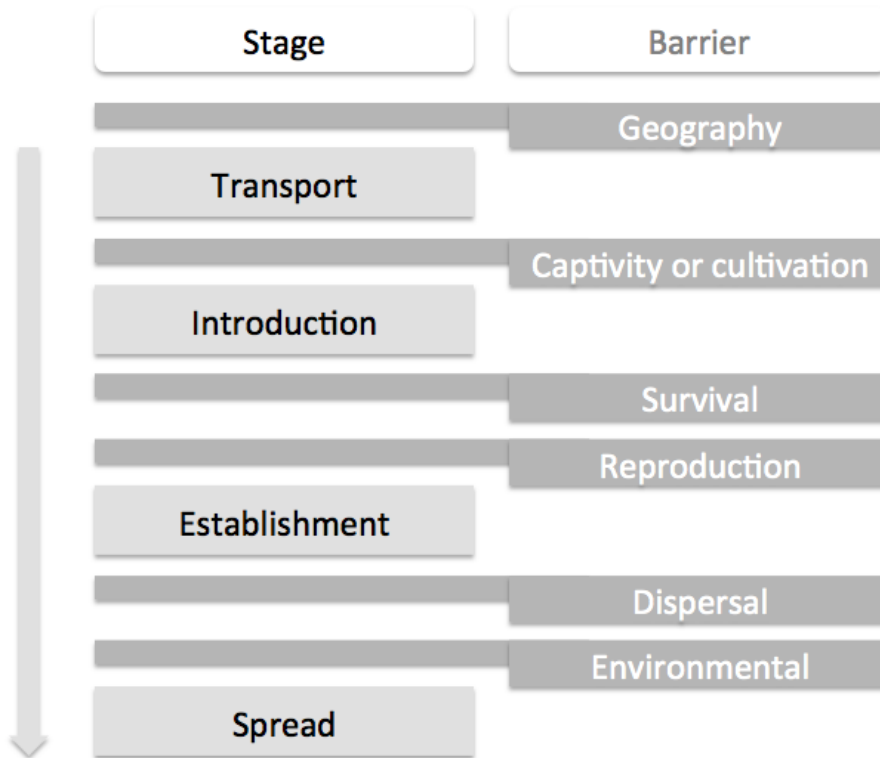 Stage
Barrier
Geography
Transport
Captivity or cultivation
Introduction
Survival
Reproduction
Establishment
Dispersal
Environmental
Spread